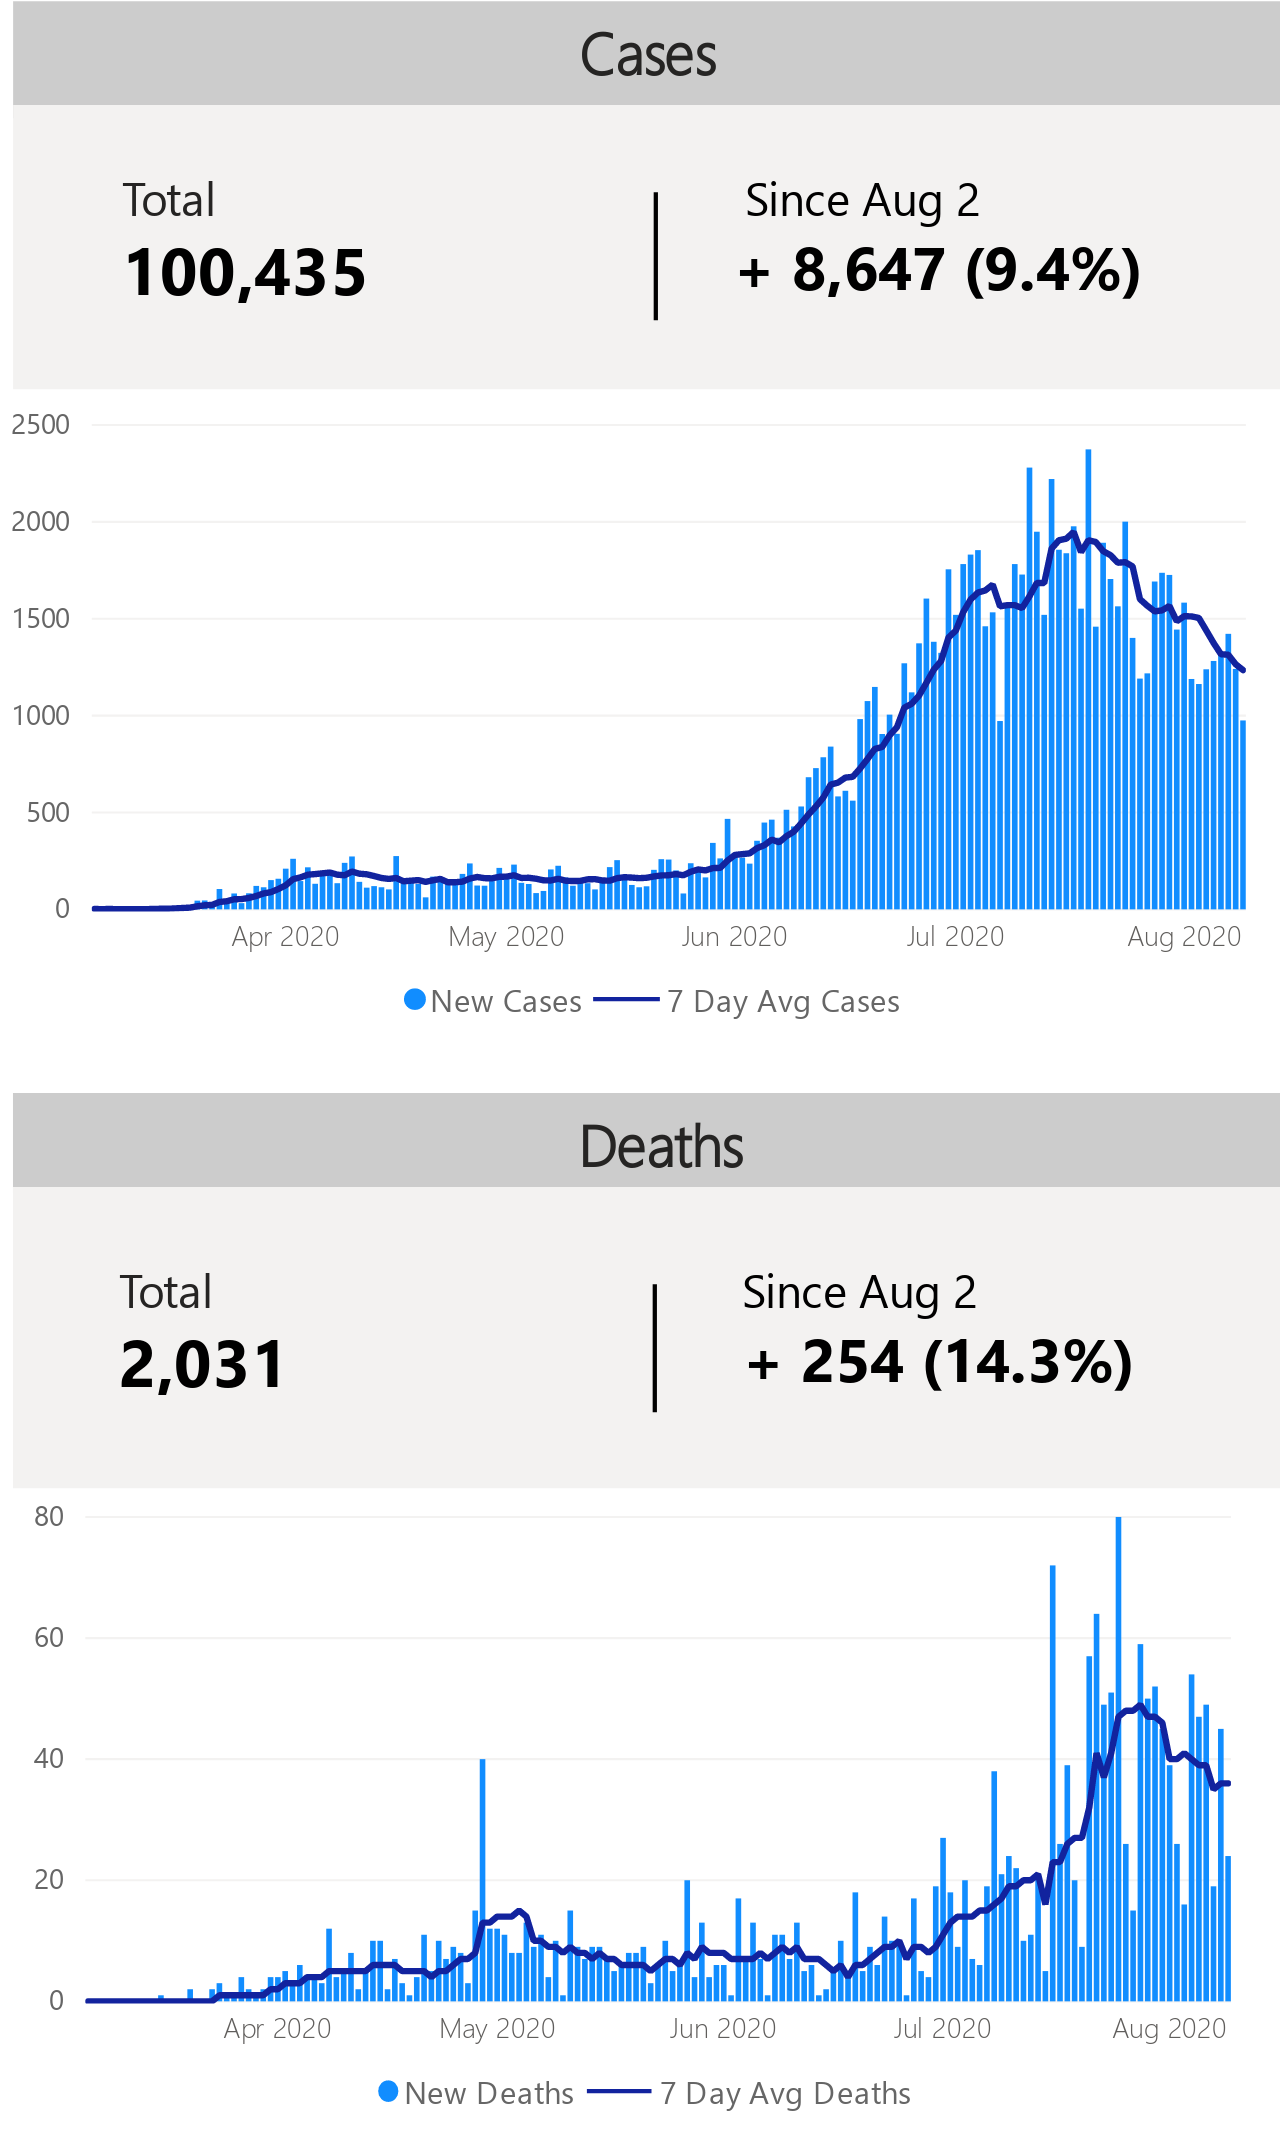 Cases
Total
Since Aug 2
100,435
+ 8,647 (9.4%)
2500
2000
1500
1000
500
0
Apr 2020
May 2020
Jun 2020
Jul 2020
Aug 2020
New Cases
7 Day Avg Cases
Deaths
Total
Since Aug 2
2,031
+ 254 (14.3%)
80
60
40
20
0
Apr 2020
May 2020
Jun 2020
Jul 2020
Aug 2020
New Deaths
7 Day Avg Deaths